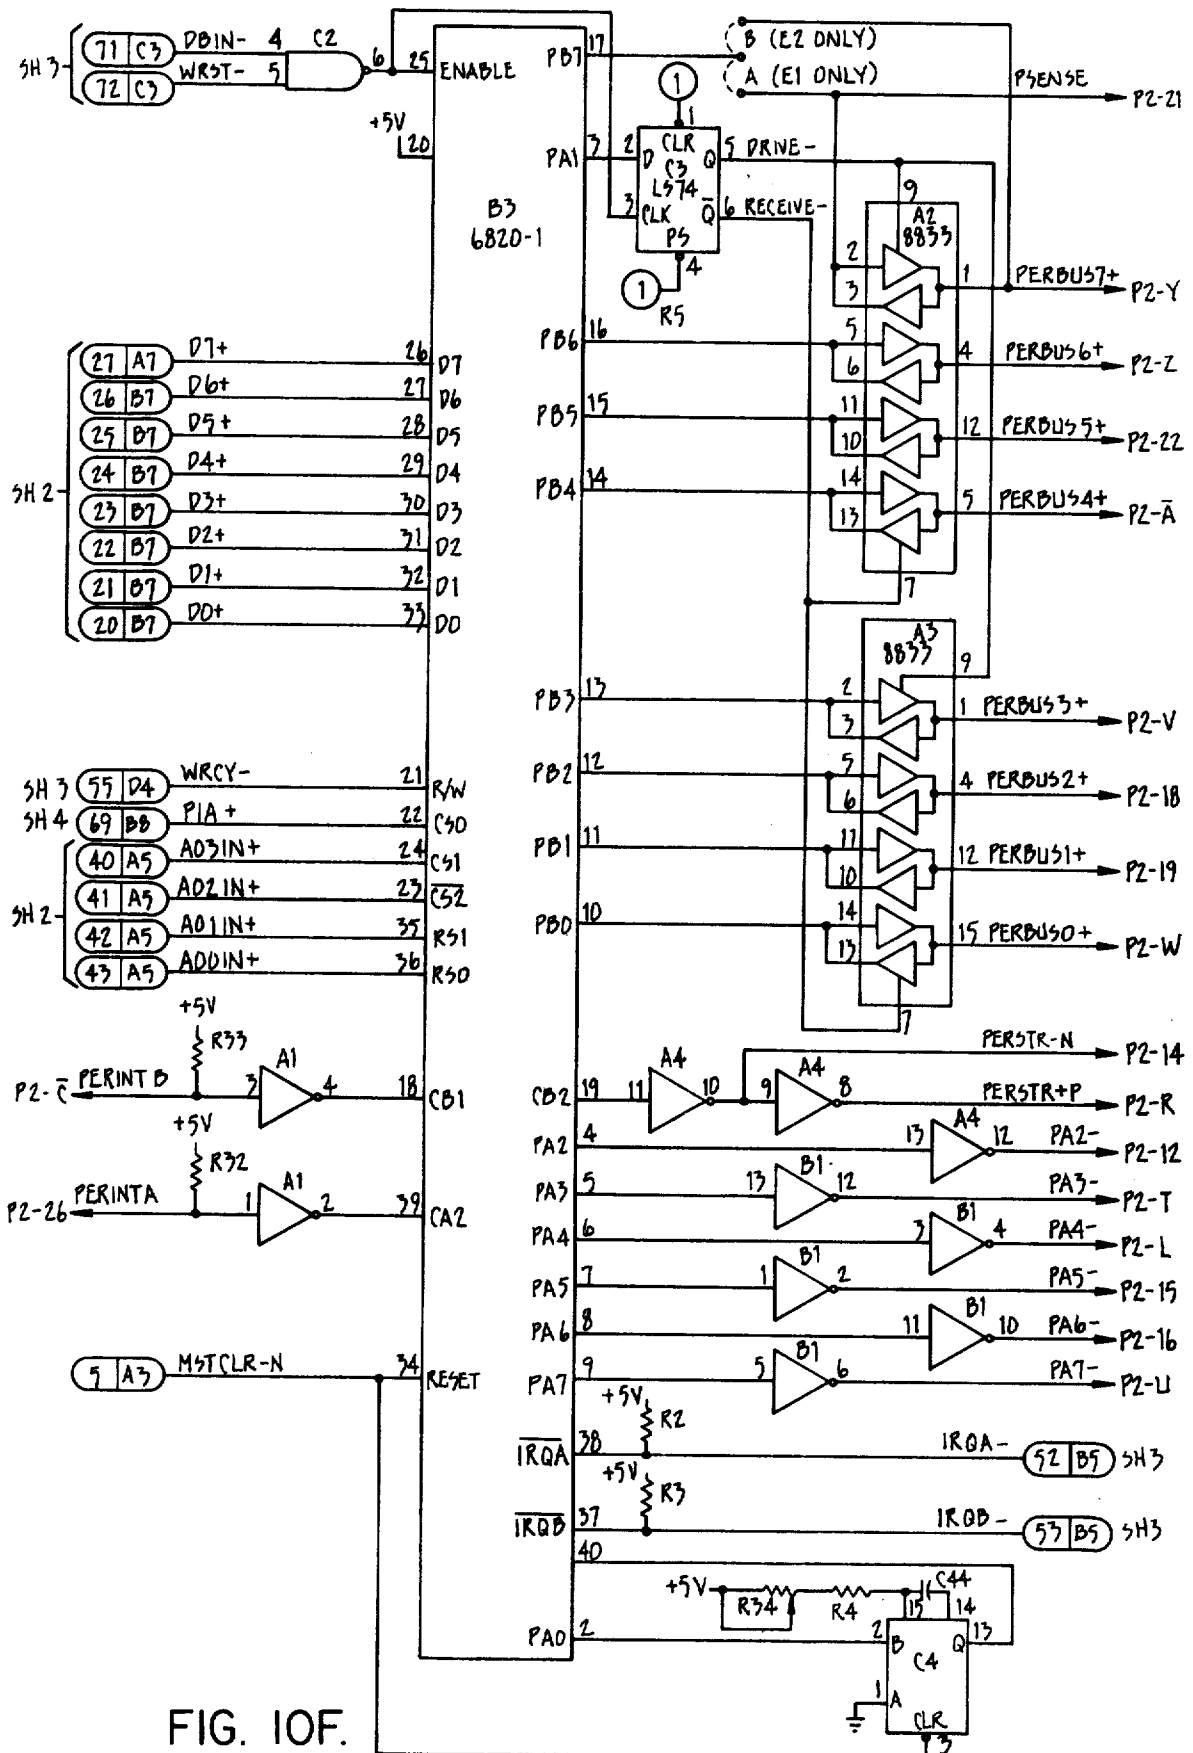 SH 3
71 C3 DBIN- 4 C2
72 C3 WRST- 5 6 25 ENABLE
+5V 20
B3
6820-1
PB7 17
B (E2 ONLY)
A (E1 ONLY)
PSENSE P2-21
1
1
CLR
PA1 3 2 D C3 Q 5 DRIVE-
LS74
3 CLK Q̅ 6 RECEIVE-
PS
4
1
R5
9
A2
8833
2 3 1 PERBUS7+ P2-Y
PB6 16 5 6 4 PERBUS6+ P2-Z
PB5 15 11 10 12 PERBUS5+ P2-22
PB4 14 14 13 5 PERBUS4+ P2-A̅
7
SH 2
27 A7 D7+ 26 D7
26 B7 D6+ 27 D6
25 B7 D5+ 28 D5
24 B7 D4+ 29 D4
23 B7 D3+ 30 D3
22 B7 D2+ 31 D2
21 B7 D1+ 32 D1
20 B7 D0+ 33 D0
A3
8833
9
PB3 13 2 3 1 PERBUS3+ P2-V
PB2 12 5 6 4 PERBUS2+ P2-18
PB1 11 11 10 12 PERBUS1+ P2-19
PB0 10 14 13 15 PERBUS0+ P2-W
7
SH 3 55 D4 WRCY- 21 R/W
SH 4 69 B8 PIA+ 22 CS0
SH 2
40 A5 A03IN+ 24 CS1
41 A5 A02IN+ 23 C̅S̅2̅
42 A5 A01IN+ 35 RS1
43 A5 A00IN+ 36 RS0
+5V
R33
P2-C̅ PERINT B 3 A1 4 18 CB1
+5V
R32
P2-26 PERINTA 1 A1 2 39 CA2
PERSTR-N P2-14
CB2 19 11 A4 10 9 A4 8 PERSTR+P P2-R
PA2 4 13 A4 12 PA2- P2-12
PA3 5 13 B1 12 PA3- P2-T
PA4 6 3 B1 4 PA4- P2-L
PA5 7 1 B1 2 PA5- P2-15
PA6 8 11 B1 10 PA6- P2-16
PA7 9 5 B1 6 PA7- P2-U
5 A3 MSTCLR-N 34 RESET
+5V R2
I̅R̅Q̅A̅ 38 IRQA- 52 B5 SH3
+5V R3
I̅R̅Q̅B̅ 37 IRQB- 53 B5 SH3
40
+5V R34 R4 C44
15 14
PA0 2 2 B Q 13
C4
1 A
CLR
3
FIG. 10F.